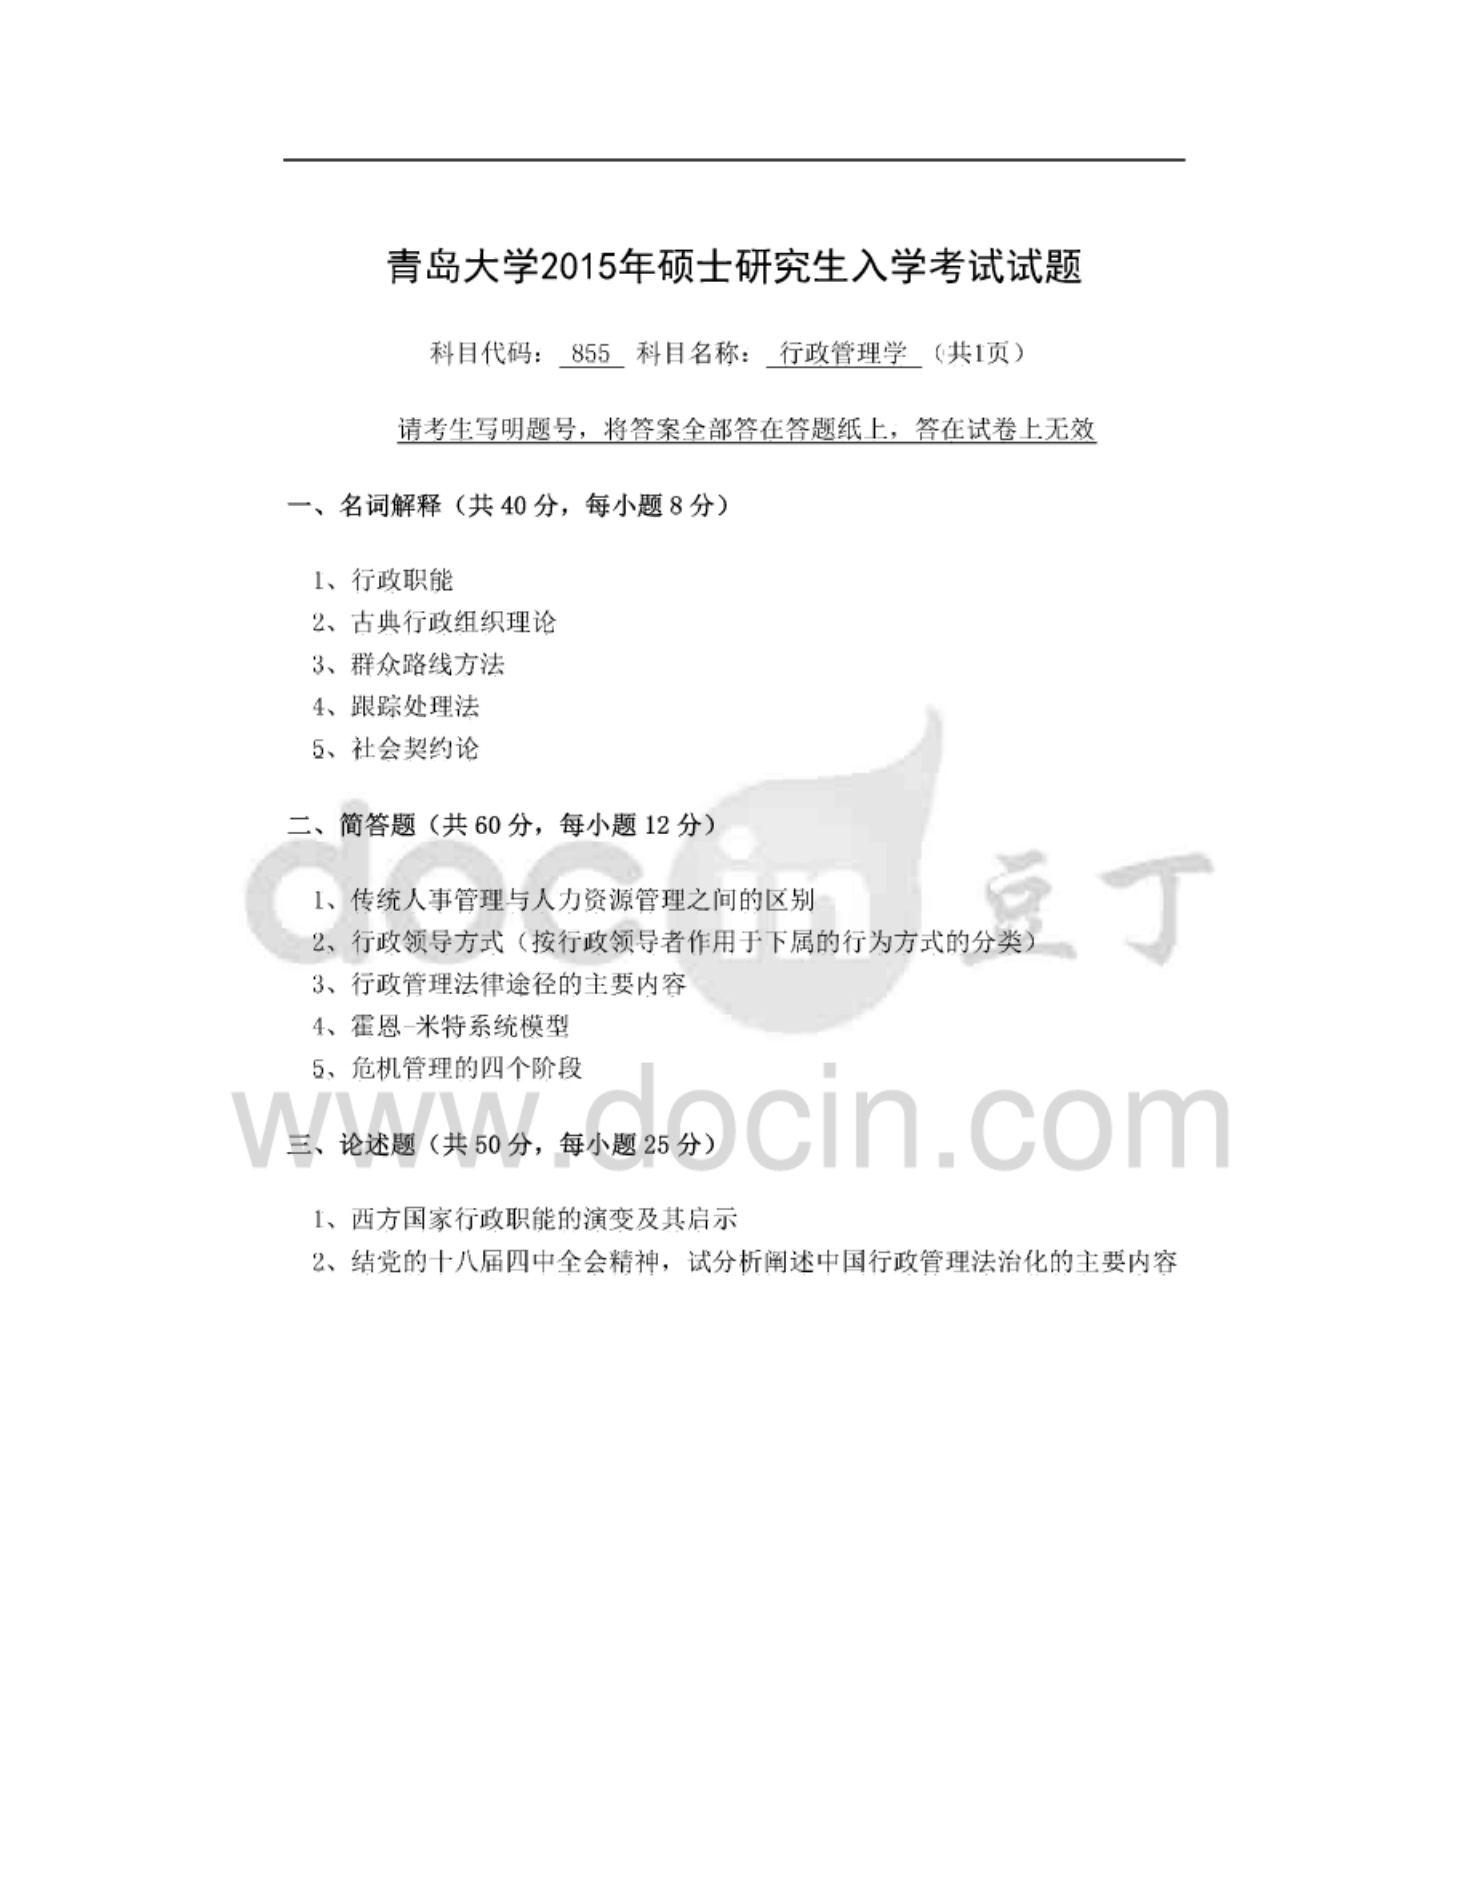 青岛大学2015年硕士研究生入学考试试题
科目代码： 855 科目名称： 行政管理学 （共1页）
请考生写明题号，将答案全部答在答题纸上，答在试卷上无效
一、名词解释（共 40 分，每小题 8 分）
1、行政职能
2、古典行政组织理论
3、群众路线方法
4、跟踪处理法
5、社会契约论
二、简答题（共 60 分，每小题 12 分）
1、传统人事管理与人力资源管理之间的区别
2、行政领导方式（按行政领导者作用于下属的行为方式的分类）
3、行政管理法律途径的主要内容
4、霍恩-米特系统模型
5、危机管理的四个阶段
三、论述题（共 50 分，每小题 25 分）
1、西方国家行政职能的演变及其启示
2、结党的十八届四中全会精神，试分析阐述中国行政管理法治化的主要内容
docin 豆丁
www.docin.com